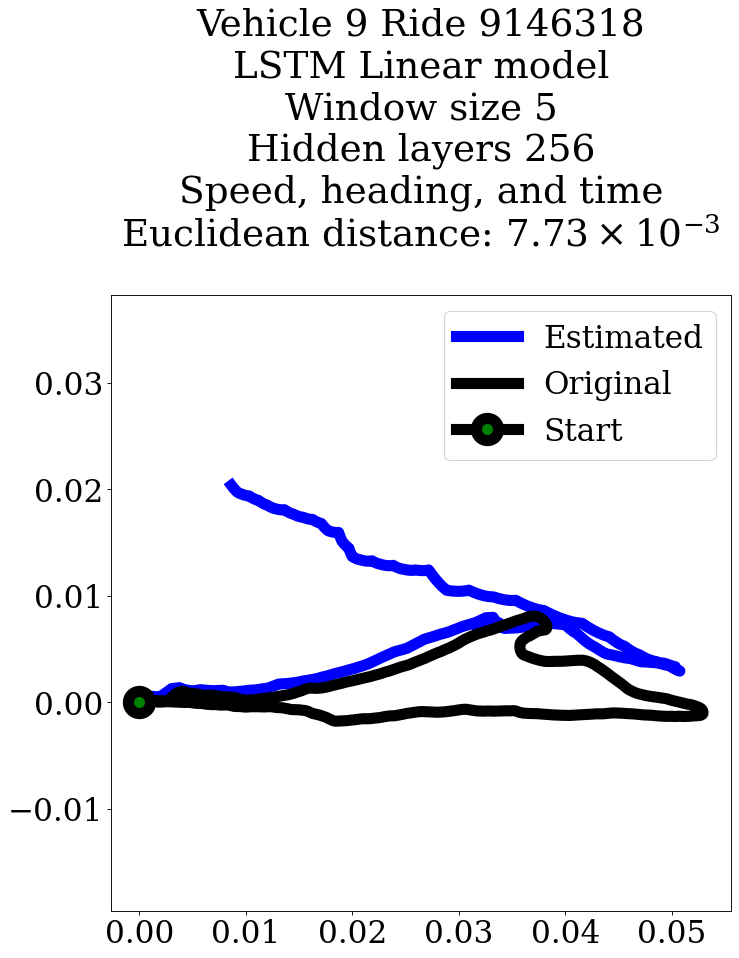 Vehicle 9 Ride 9146318
LSTM Linear model
Window size 5
Hidden layers 256
Speed, heading, and time
Euclidean distance: 7.73 × 10⁻³
Estimated
Original
Start
0.03
0.02
0.01
0.00
−0.01
0.00 0.01 0.02 0.03 0.04 0.05